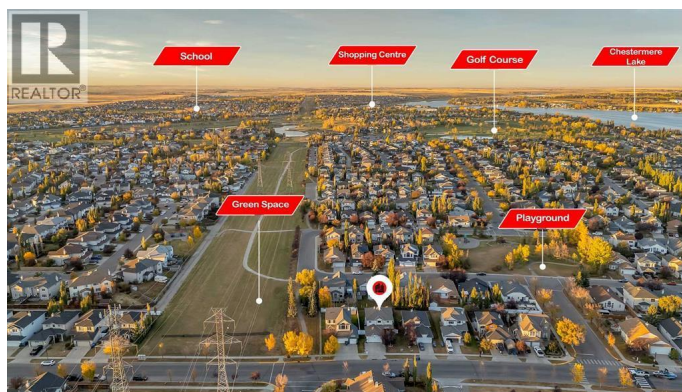 R
REALTOR®
School
Shopping Centre
Golf Course
Chestermere
Lake
Green Space
Playground